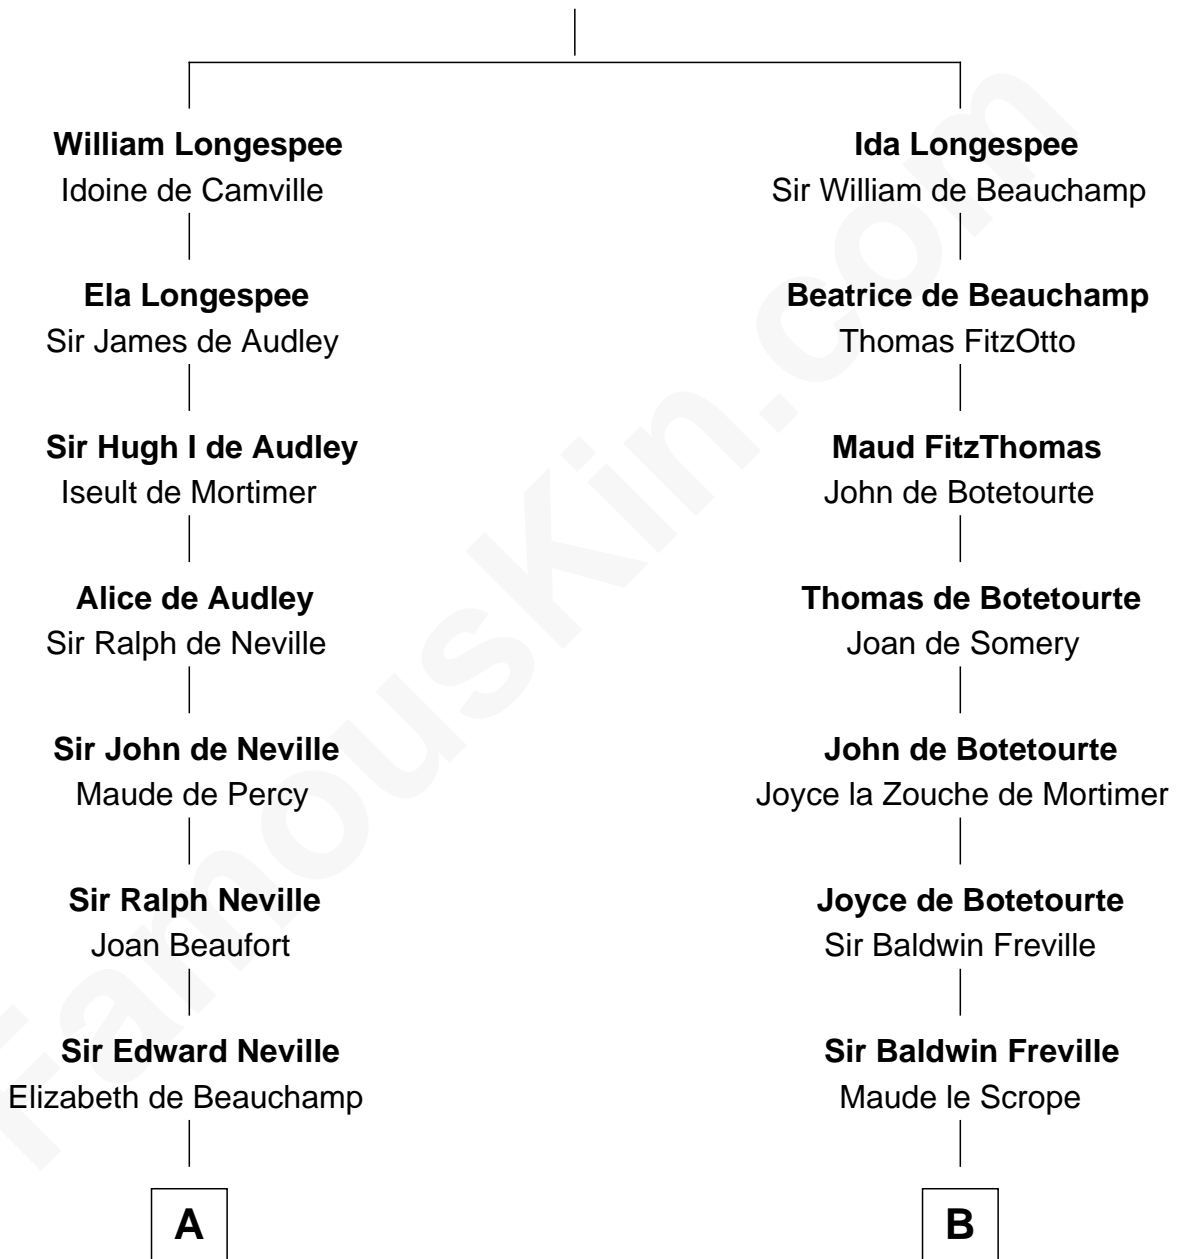 William Longespee
Idoine de Camville
Ida Longespee
Sir William de Beauchamp
Ela Longespee
Sir James de Audley
Beatrice de Beauchamp
Thomas FitzOtto
Sir Hugh I de Audley
Iseult de Mortimer
Maud FitzThomas
John de Botetourte
Alice de Audley
Sir Ralph de Neville
Thomas de Botetourte
Joan de Somery
Sir John de Neville
Maude de Percy
John de Botetourte
Joyce la Zouche de Mortimer
Sir Ralph Neville
Joan Beaufort
Joyce de Botetourte
Sir Baldwin Freville
Sir Edward Neville
Elizabeth de Beauchamp
Sir Baldwin Freville
Maude le Scrope
A
B
FamousKin.com